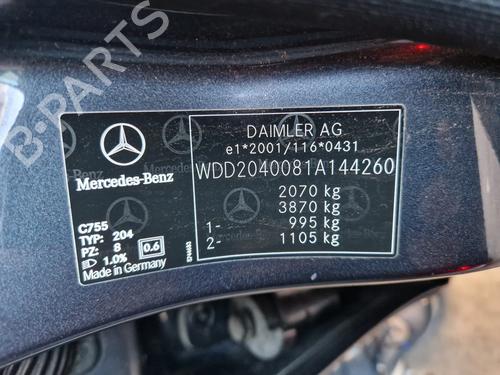 B-PARTS
DAIMLER AG
e1*2001/116*0431
WDD2040081A144260
2070 kg
3870 kg
1- 995 kg
2- 1105 kg
Mercedes-Benz
C755
TYP: 204
PZ: 8
1.0% 0.6
Made in Germany